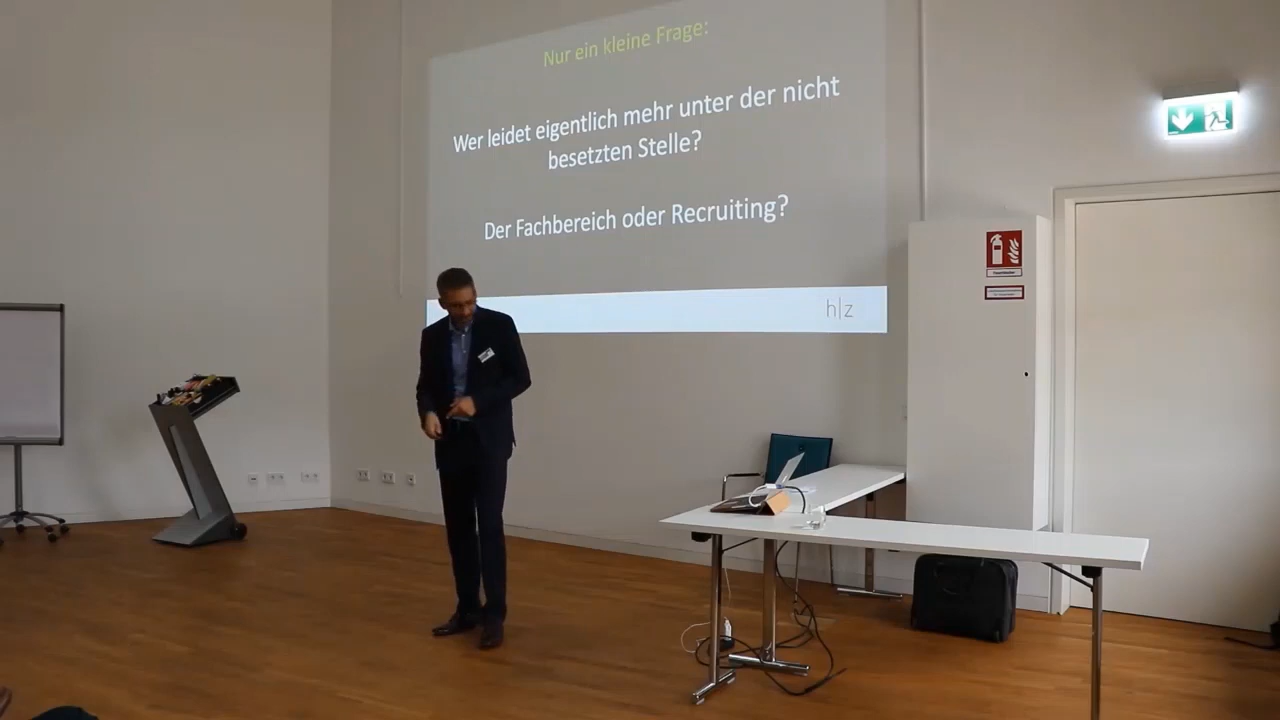 Nur ein kleine Frage:
Wer leidet eigentlich mehr unter der nicht
besetzten Stelle?
Der Fachbereich oder Recruiting?
h|z